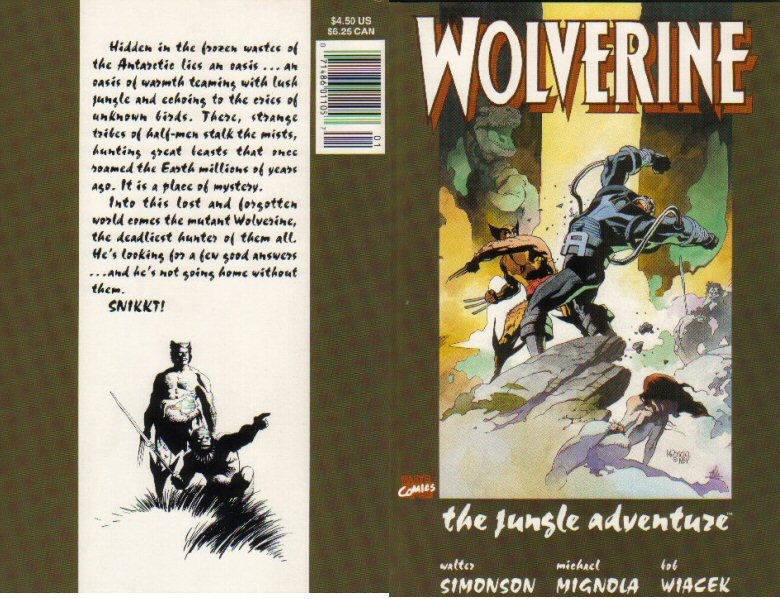 Hidden in the frozen wastes of
the Antarctic lies an oasis ... an
oasis of warmth teaming with lush
jungle and echoing to the cries of
unknown birds. There, strange
tribes of half-men stalk the mists,
hunting great beasts that once
roamed the Earth millions of years
ago. It is a place of mystery.
Into this lost and forgotten
world comes the mutant Wolverine,
the deadliest hunter of them all.
He's looking for a few good answers
...and he's not going home without
them.
SNIKKT!
$4.50 US
$6.25 CAN
01
WOLVERINE
A
MARVEL
COMICS
the jungle adventure™
walter
SIMONSON
michael
MIGNOLA
bob
WIACEK